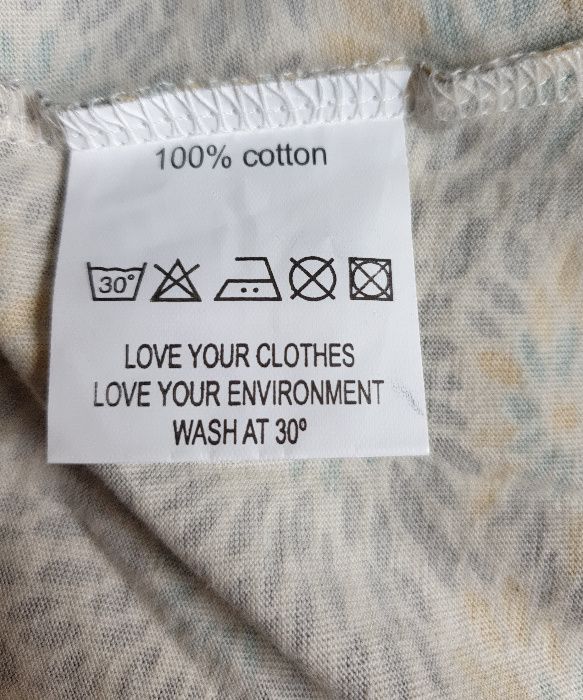 100% cotton
30°
LOVE YOUR CLOTHES
LOVE YOUR ENVIRONMENT
WASH AT 30º